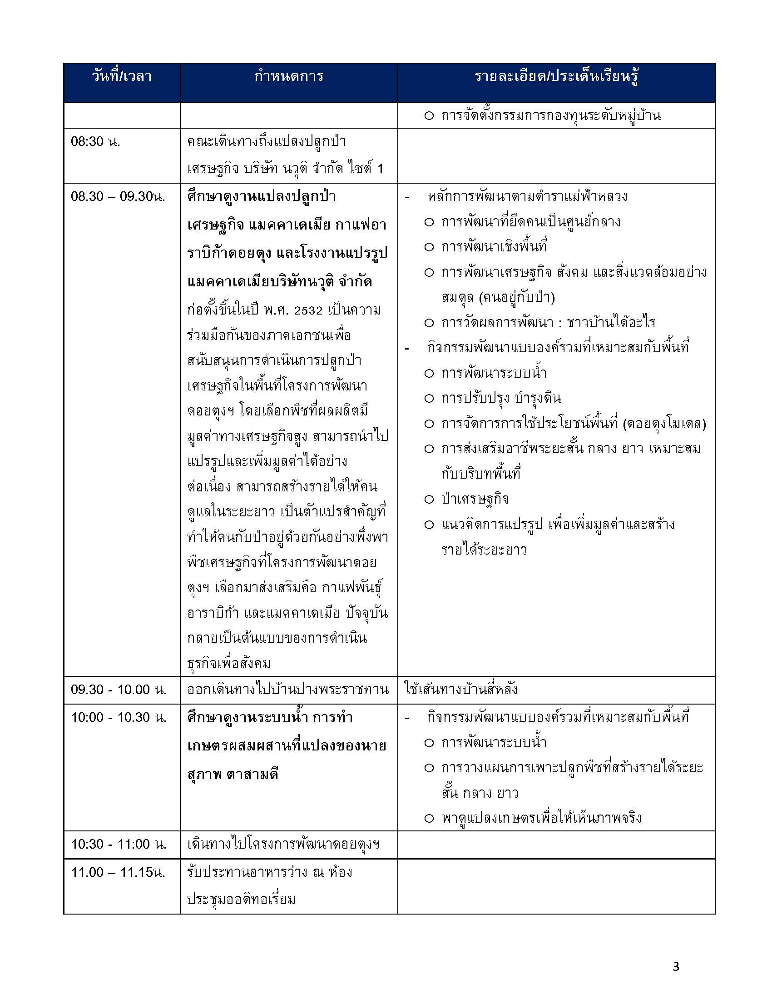 วันที่/เวลา กำหนดการ รายละเอียด/ประเด็นเรียนรู้
o การจัดตั้งกรรมการกองทุนระดับหมู่บ้าน
08:30 น.
คณะเดินทางถึงแปลงปลูกป่า
เศรษฐกิจ บริษัท นวุติ จำกัด ไซต์ 1
08.30 – 09.30น.
ศึกษาดูงานแปลงปลูกป่า
เศรษฐกิจ แมคคาเดเมีย กาแฟอา
ราบิก้าดอยตุง และโรงงานแปรรูป
แมคคาเดเมียบริษัทนวุติ จำกัด
ก่อตั้งขึ้นในปี พ.ศ. 2532 เป็นความ
ร่วมมือกันของภาคเอกชนเพื่อ
สนับสนุนการดำเนินการปลูกป่า
เศรษฐกิจในพื้นที่โครงการพัฒนา
ดอยตุงฯ โดยเลือกพืชที่ผลผลิตมี
มูลค่าทางเศรษฐกิจสูง สามารถนำไป
แปรรูปและเพิ่มมูลค่าได้อย่าง
ต่อเนื่อง สามารถสร้างรายได้ให้คน
ดูแลในระยะยาว เป็นตัวแปรสำคัญที่
ทำให้คนกับป่าอยู่ด้วยกันอย่างพึ่งพา
พืชเศรษฐกิจที่โครงการพัฒนาดอย
ตุงฯ เลือกมาส่งเสริมคือ กาแฟพันธุ์
อาราบิก้า และแมคคาเดเมีย ปัจจุบัน
กลายเป็นต้นแบบของการดำเนิน
ธุรกิจเพื่อสังคม
- หลักการพัฒนาตามตำราแม่ฟ้าหลวง
o การพัฒนาที่ยึดคนเป็นศูนย์กลาง
o การพัฒนาเชิงพื้นที่
o การพัฒนาเศรษฐกิจ สังคม และสิ่งแวดล้อมอย่าง
สมดุล (คนอยู่กับป่า)
o การวัดผลการพัฒนา : ชาวบ้านได้อะไร
- กิจกรรมพัฒนาแบบองค์รวมที่เหมาะสมกับพื้นที่
o การพัฒนาระบบน้ำ
o การปรับปรุง บำรุงดิน
o การจัดการการใช้ประโยชน์พื้นที่ (ดอยตุงโมเดล)
o การส่งเสริมอาชีพระยะสั้น กลาง ยาว เหมาะสม
กับบริบทพื้นที่
o ป่าเศรษฐกิจ
o แนวคิดการแปรรูป เพื่อเพิ่มมูลค่าและสร้าง
รายได้ระยะยาว
09.30 - 10.00 น. ออกเดินทางไปบ้านปางพระราชทาน ใช้เส้นทางบ้านสี่หลัง
10:00 - 10.30 น.
ศึกษาดูงานระบบน้ำ การทำ
เกษตรผสมผสานที่แปลงของนาย
สุภาพ ตาสามดี
- กิจกรรมพัฒนาแบบองค์รวมที่เหมาะสมกับพื้นที่
o การพัฒนาระบบน้ำ
o การวางแผนการเพาะปลูกพืชที่สร้างรายได้ระยะ
สั้น กลาง ยาว
o พาดูแปลงเกษตรเพื่อให้เห็นภาพจริง
10:30 - 11:00 น. เดินทางไปโครงการพัฒนาดอยตุงฯ
11.00 – 11.15น.
รับประทานอาหารว่าง ณ ห้อง
ประชุมออดิทอเรี่ยม
3